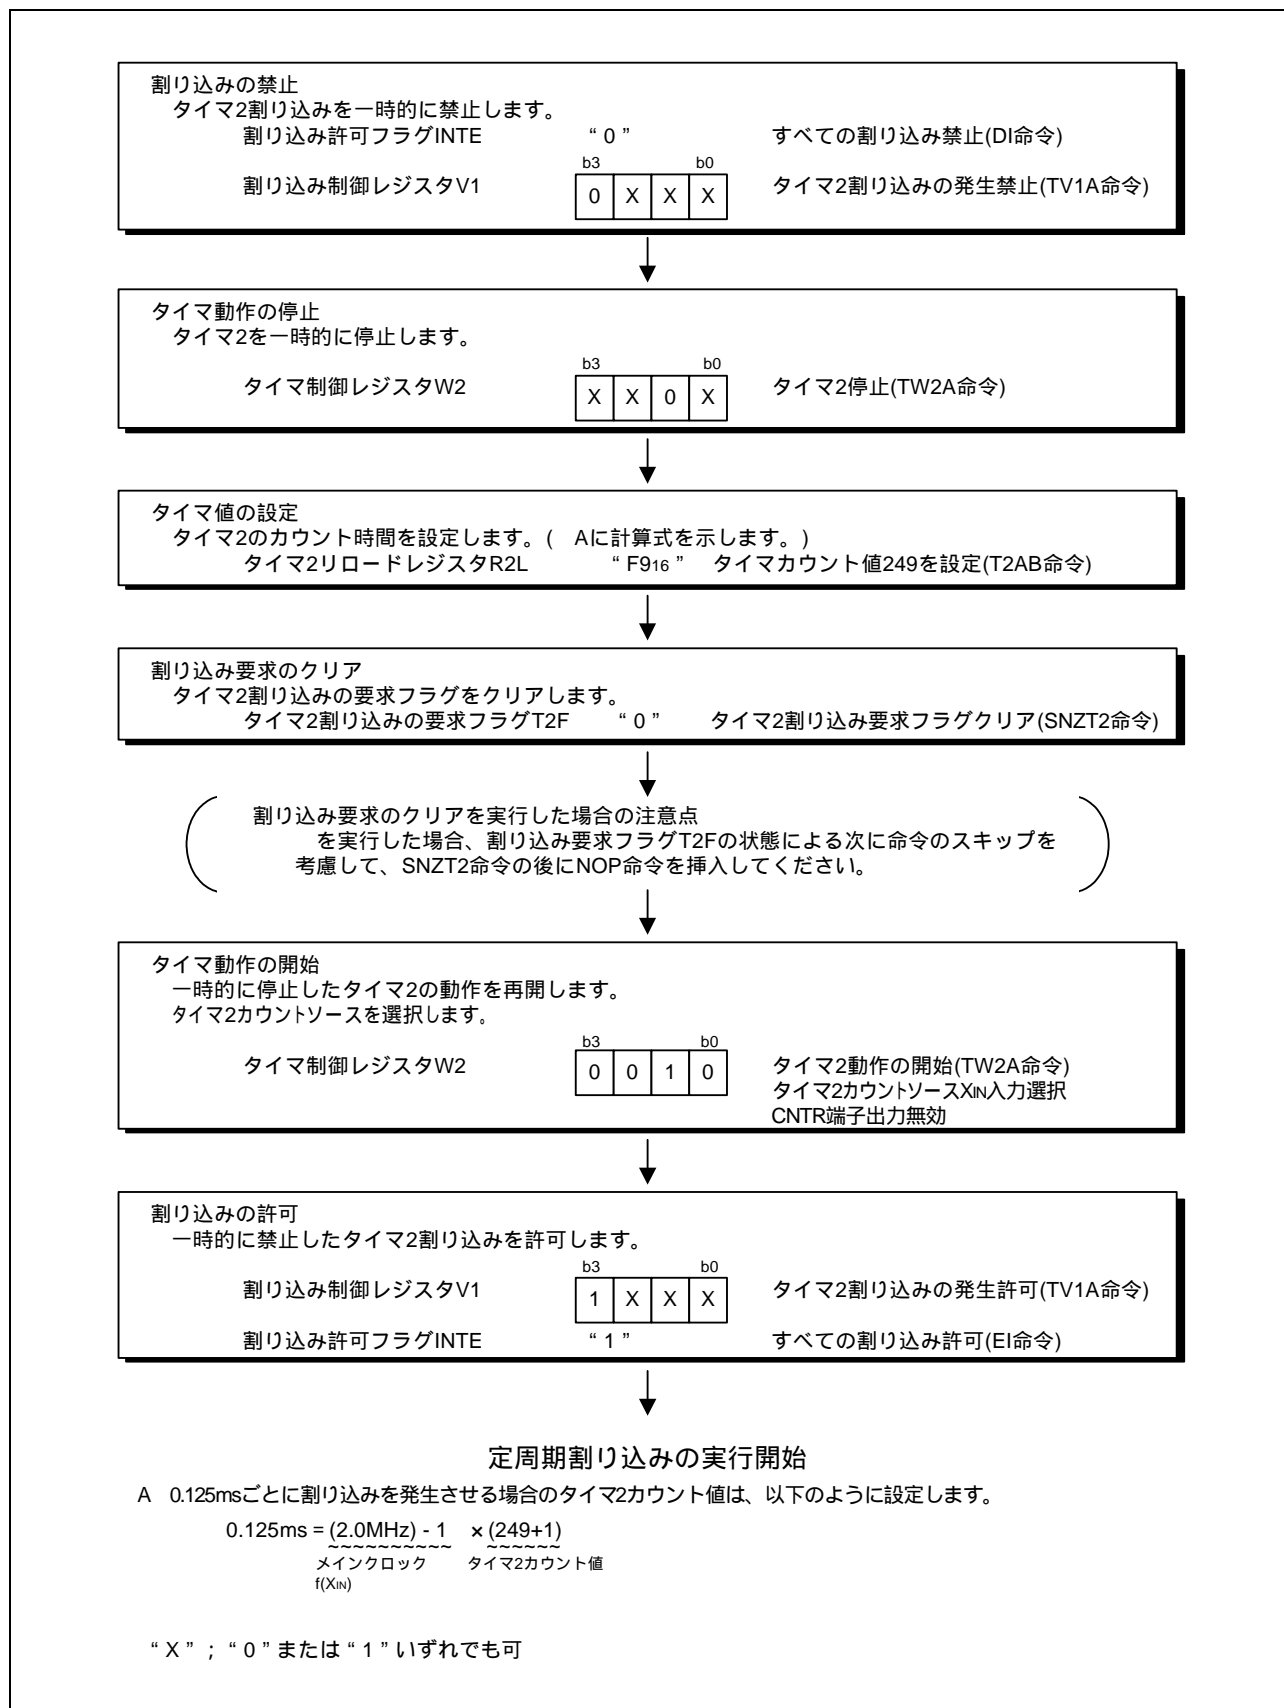 割り込みの禁止
タイマ2割り込みを一時的に禁止します。
割り込み許可フラグINTE “0” すべての割り込み禁止(DI命令)
b3 b0
割り込み制御レジスタV1 0 X X X タイマ2割り込みの発生禁止(TV1A命令)
タイマ動作の停止
タイマ2を一時的に停止します。
b3 b0
タイマ制御レジスタW2 X X 0 X タイマ2停止(TW2A命令)
タイマ値の設定
タイマ2のカウント時間を設定します。( Aに計算式を示します。)
タイマ2リロードレジスタR2L “F916” タイマカウント値249を設定(T2AB命令)
割り込み要求のクリア
タイマ2割り込みの要求フラグをクリアします。
タイマ2割り込みの要求フラグT2F “0” タイマ2割り込み要求フラグクリア(SNZT2命令)
割り込み要求のクリアを実行した場合の注意点
を実行した場合、割り込み要求フラグT2Fの状態による次に命令のスキップを
考慮して、SNZT2命令の後にNOP命令を挿入してください。
タイマ動作の開始
一時的に停止したタイマ2の動作を再開します。
タイマ2カウントソースを選択します。
b3 b0
タイマ制御レジスタW2 0 0 1 0 タイマ2動作の開始(TW2A命令)
タイマ2カウントソースXIN入力選択
CNTR端子出力無効
割り込みの許可
一時的に禁止したタイマ2割り込みを許可します。
b3 b0
割り込み制御レジスタV1 1 X X X タイマ2割り込みの発生許可(TV1A命令)
割り込み許可フラグINTE “1” すべての割り込み許可(EI命令)
定周期割り込みの実行開始
A 0.125msごとに割り込みを発生させる場合のタイマ2カウント値は、以下のように設定します。
0.125ms = (2.0MHz) - 1 × (249+1)
~~~~~~~~~~ ~~~~~~
メインクロック タイマ2カウント値
f(XIN)
“X”;“0”または“1”いずれでも可